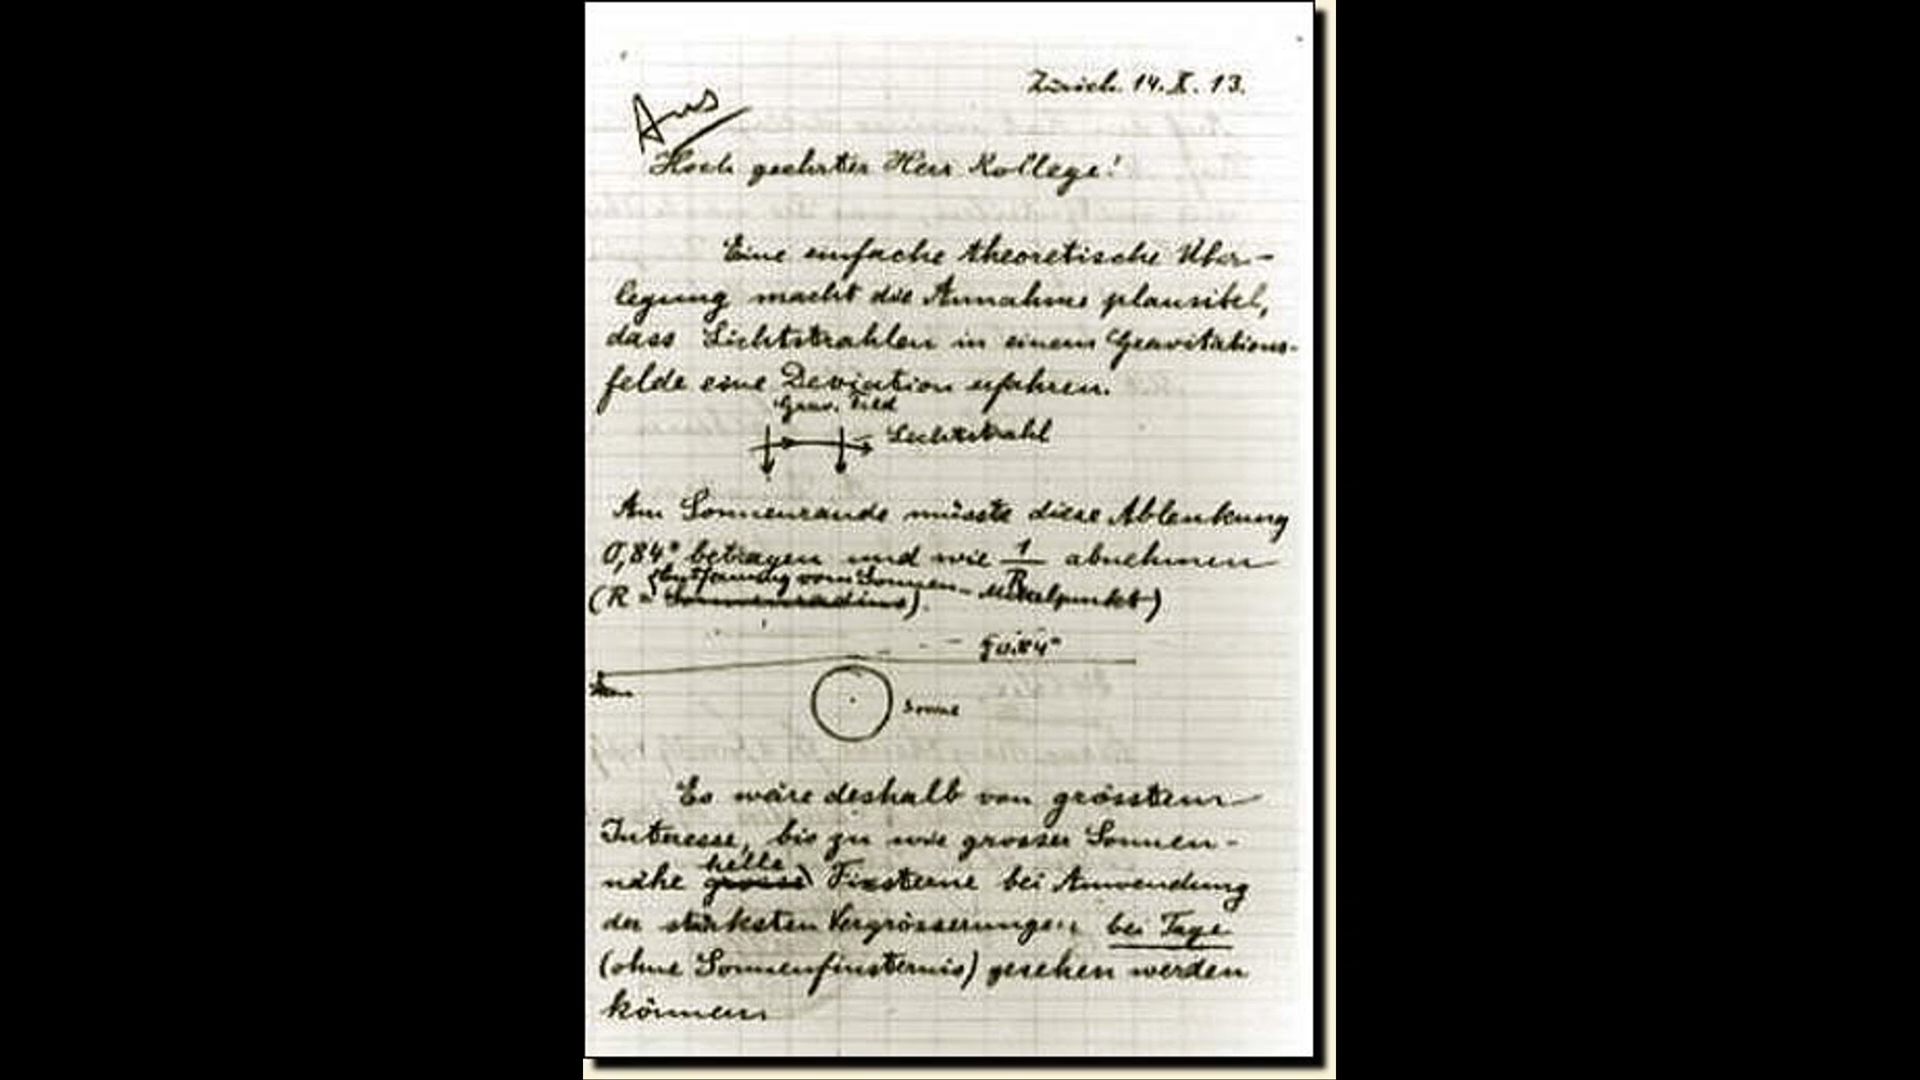 Zürich. 14. X. 13.
Hoch geehrter Herr Kollege!
Eine einfache theoretische Über-
legung macht die Annahme plausibel,
dass Lichtstrahlen in einem Gravitations-
felde eine Deviation erfahren.
Grav. Feld
Lichtstrahl
Am Sonnenrande müsste diese Ablenkung
0,84" betragen und wie 1/R abnehmen
(R = Sonnenradius). Entfernung vom Sonnen-Mittelpunkt)
0.84"
Sonne
Es wäre deshalb von grösstem
Interesse, bis zu wie grosser Sonnen-
nähe grosse helle Fixsterne bei Anwendung
der stärksten Vergrösserungen bei Tage
(ohne Sonnenfinsternis) gesehen werden
können.